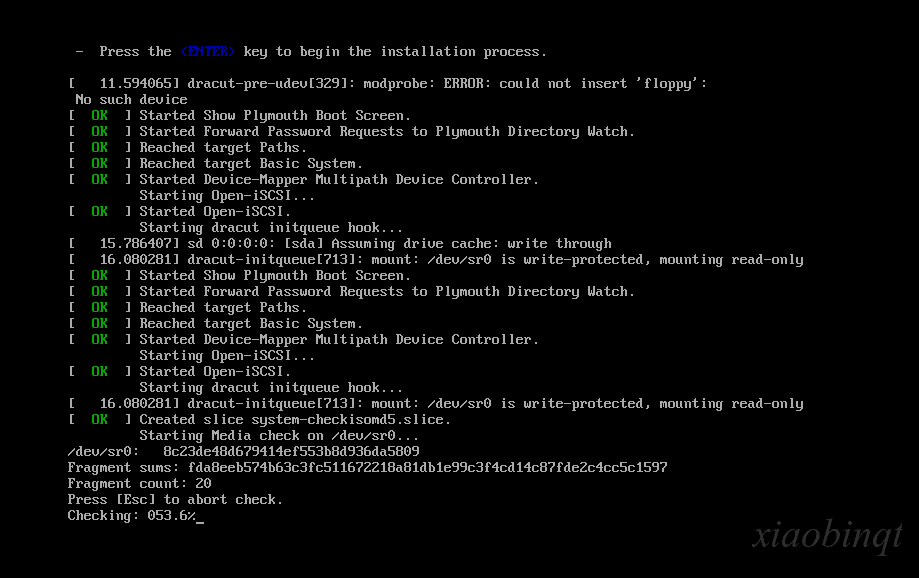 - Press the <ENTER> key to begin the installation process.
[   11.594065] dracut-pre-udev[329]: modprobe: ERROR: could not insert 'floppy':
 No such device
[  OK  ] Started Show Plymouth Boot Screen.
[  OK  ] Started Forward Password Requests to Plymouth Directory Watch.
[  OK  ] Reached target Paths.
[  OK  ] Reached target Basic System.
[  OK  ] Started Device-Mapper Multipath Device Controller.
         Starting Open-iSCSI...
[  OK  ] Started Open-iSCSI.
         Starting dracut initqueue hook...
[   15.786407] sd 0:0:0:0: [sda] Assuming drive cache: write through
[   16.080281] dracut-initqueue[713]: mount: /dev/sr0 is write-protected, mounting read-only
[  OK  ] Started Show Plymouth Boot Screen.
[  OK  ] Started Forward Password Requests to Plymouth Directory Watch.
[  OK  ] Reached target Paths.
[  OK  ] Reached target Basic System.
[  OK  ] Started Device-Mapper Multipath Device Controller.
         Starting Open-iSCSI...
[  OK  ] Started Open-iSCSI.
         Starting dracut initqueue hook...
[   16.080281] dracut-initqueue[713]: mount: /dev/sr0 is write-protected, mounting read-only
[  OK  ] Created slice system-checkisomd5.slice.
         Starting Media check on /dev/sr0...
/dev/sr0:   8c23de48d679414ef553b8d936da5809
Fragment sums: fda8eeb574b63c3fc511672218a81db1e99c3f4cd14c87fde2c4cc5c1597
Fragment count: 20
Press [Esc] to abort check.
Checking: 053.6%_
xiaobinqt